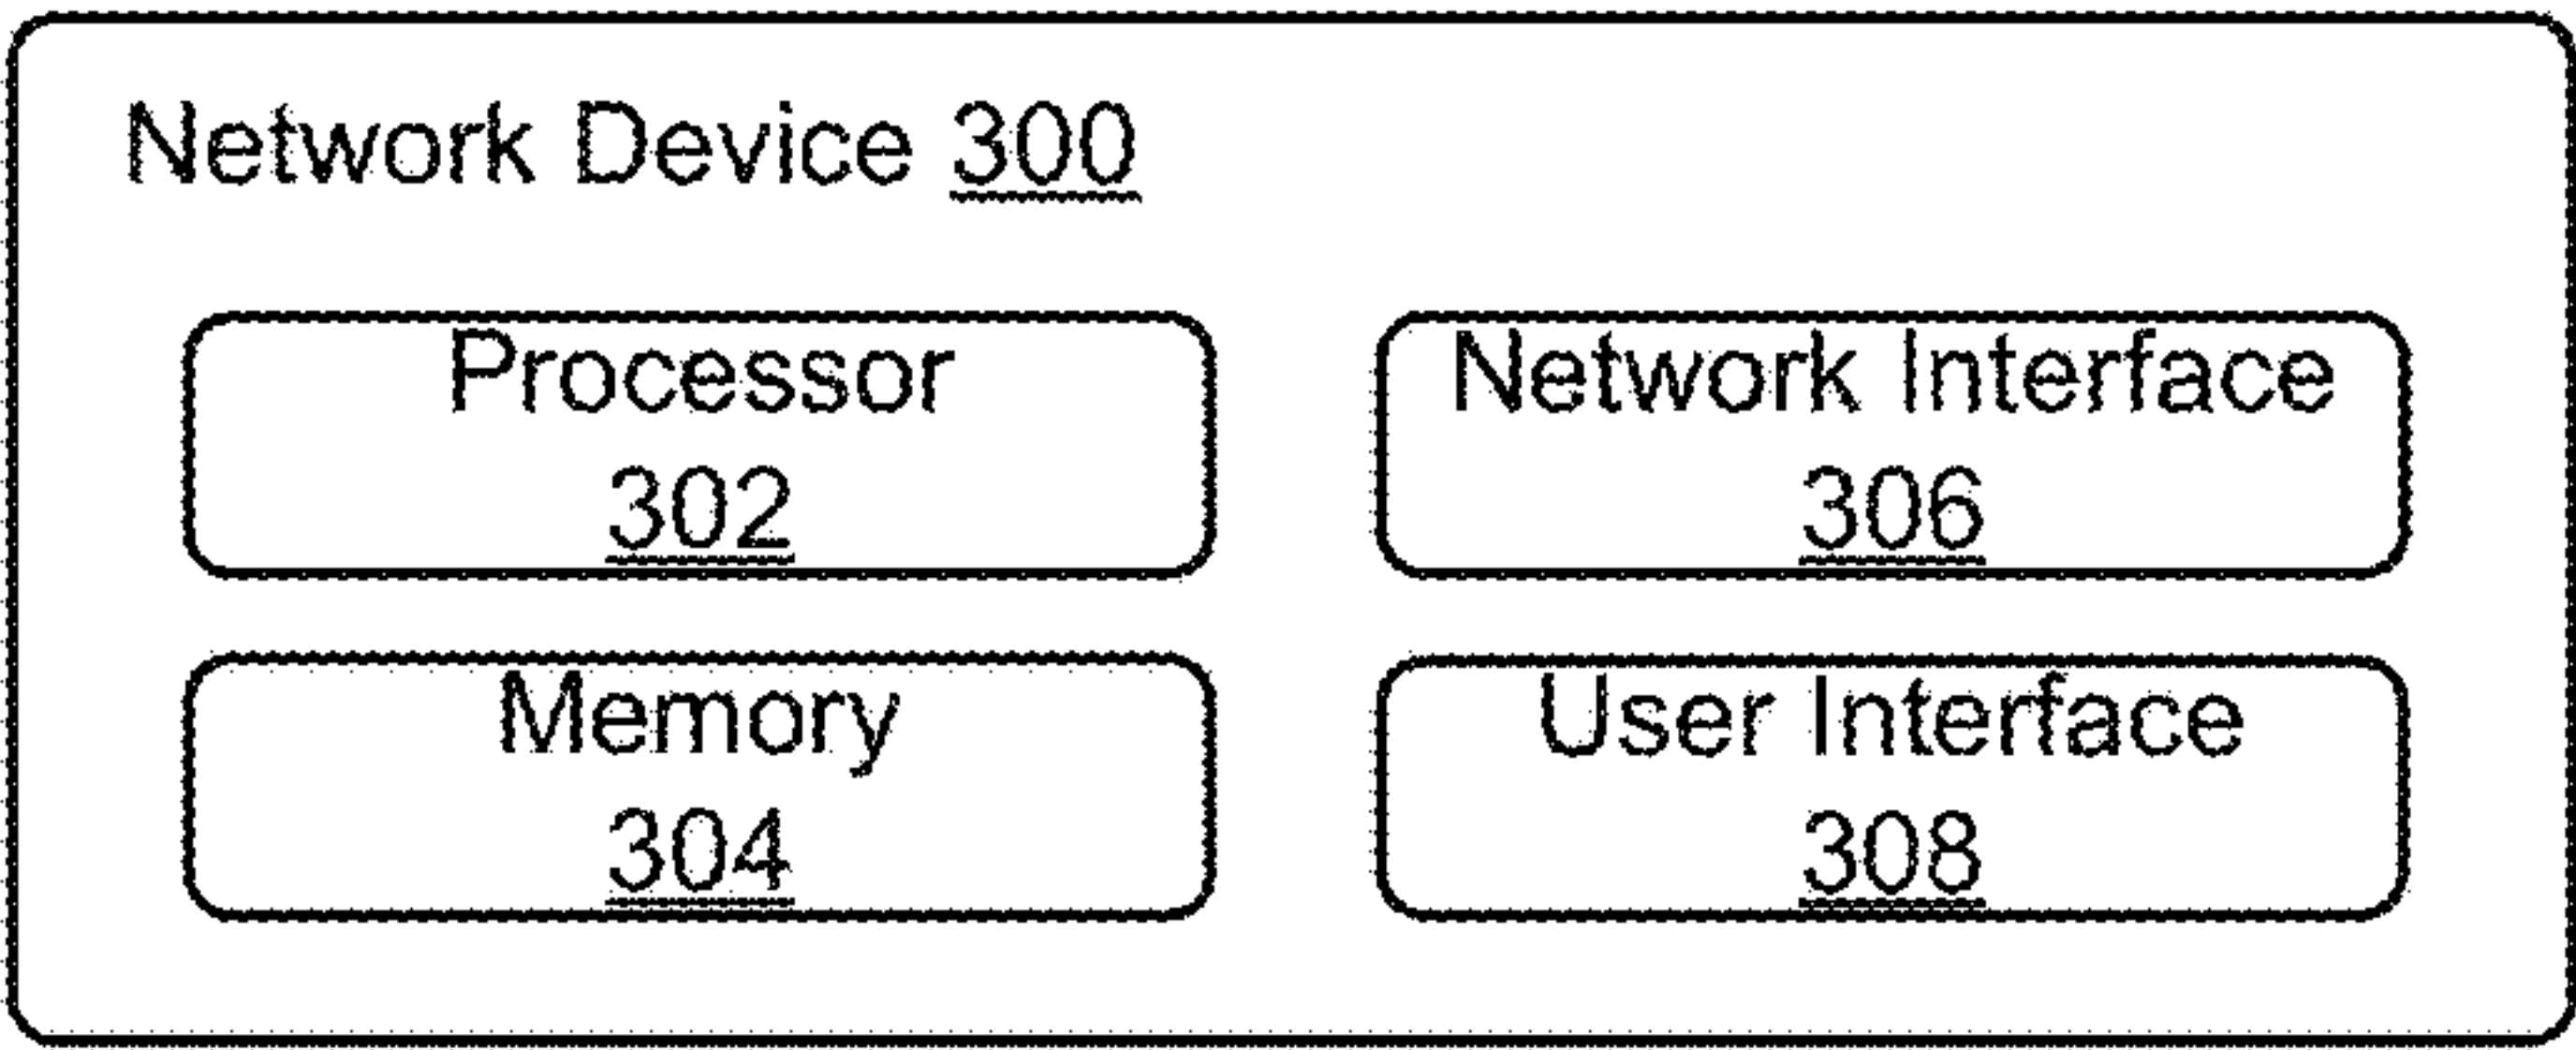 Network Device 300
Processor
302
Network Interface
306
Memory
304
User Interface
308